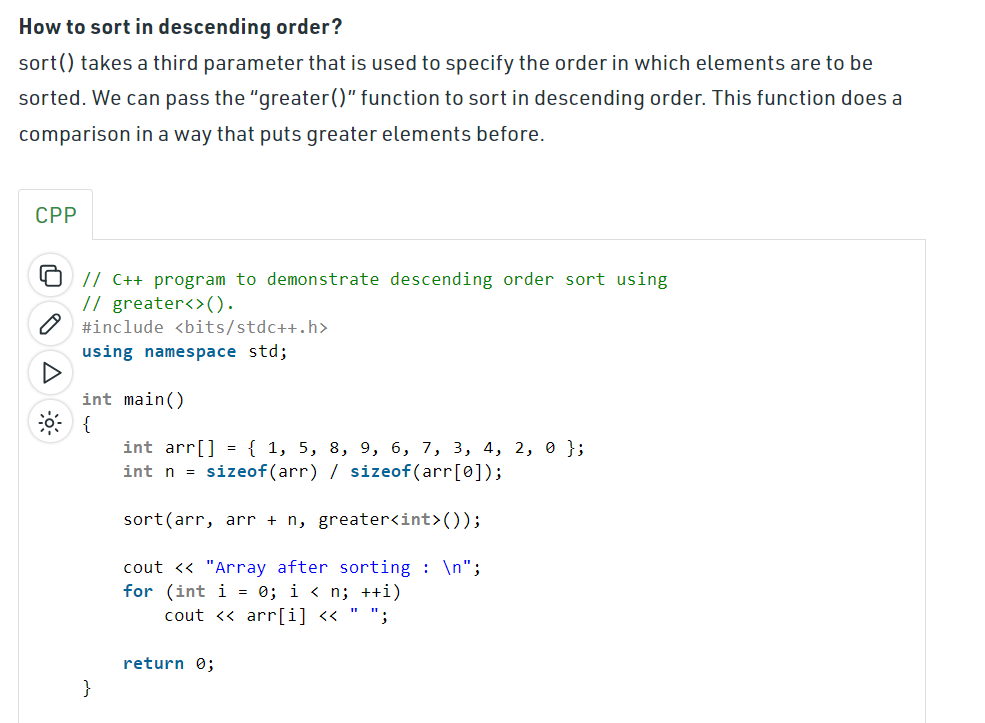 How to sort in descending order?
sort() takes a third parameter that is used to specify the order in which elements are to be
sorted. We can pass the “greater()” function to sort in descending order. This function does a
comparison in a way that puts greater elements before.
CPP
// C++ program to demonstrate descending order sort using
// greater<>().
#include <bits/stdc++.h>
using namespace std;
int main()
{
    int arr[] = { 1, 5, 8, 9, 6, 7, 3, 4, 2, 0 };
    int n = sizeof(arr) / sizeof(arr[0]);
    sort(arr, arr + n, greater<int>());
    cout << "Array after sorting : \n";
    for (int i = 0; i < n; ++i)
        cout << arr[i] << " ";
    return 0;
}